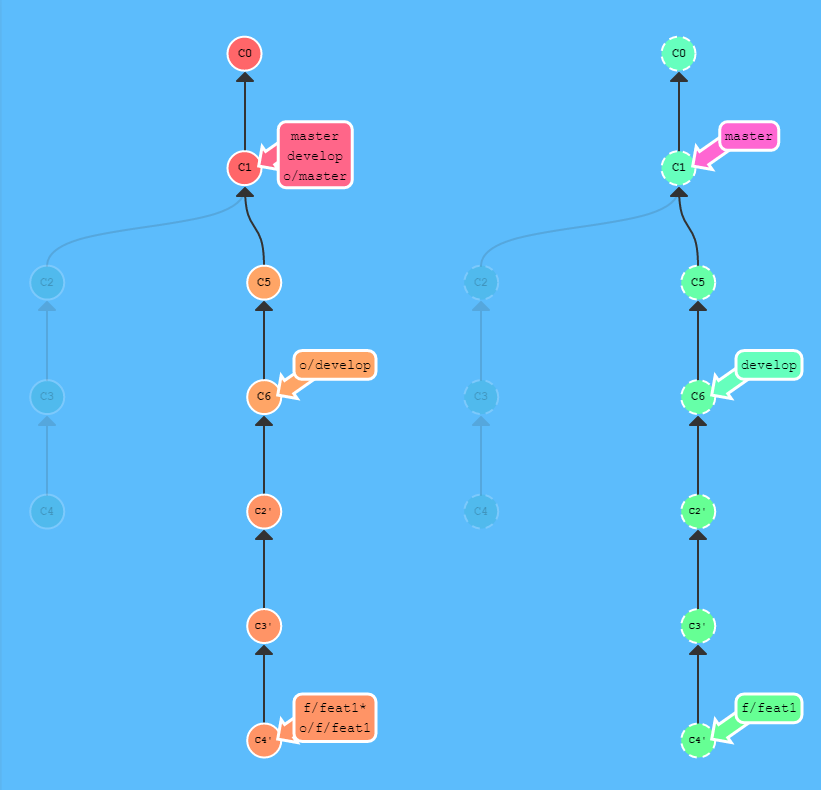 C0
C1
master
develop
o/master
C2
C5
C3
C6
o/develop
C4
C2'
C3'
C4'
f/feat1*
o/f/feat1
C0
C1
master
C2
C5
C3
C6
develop
C4
C2'
C3'
C4'
f/feat1